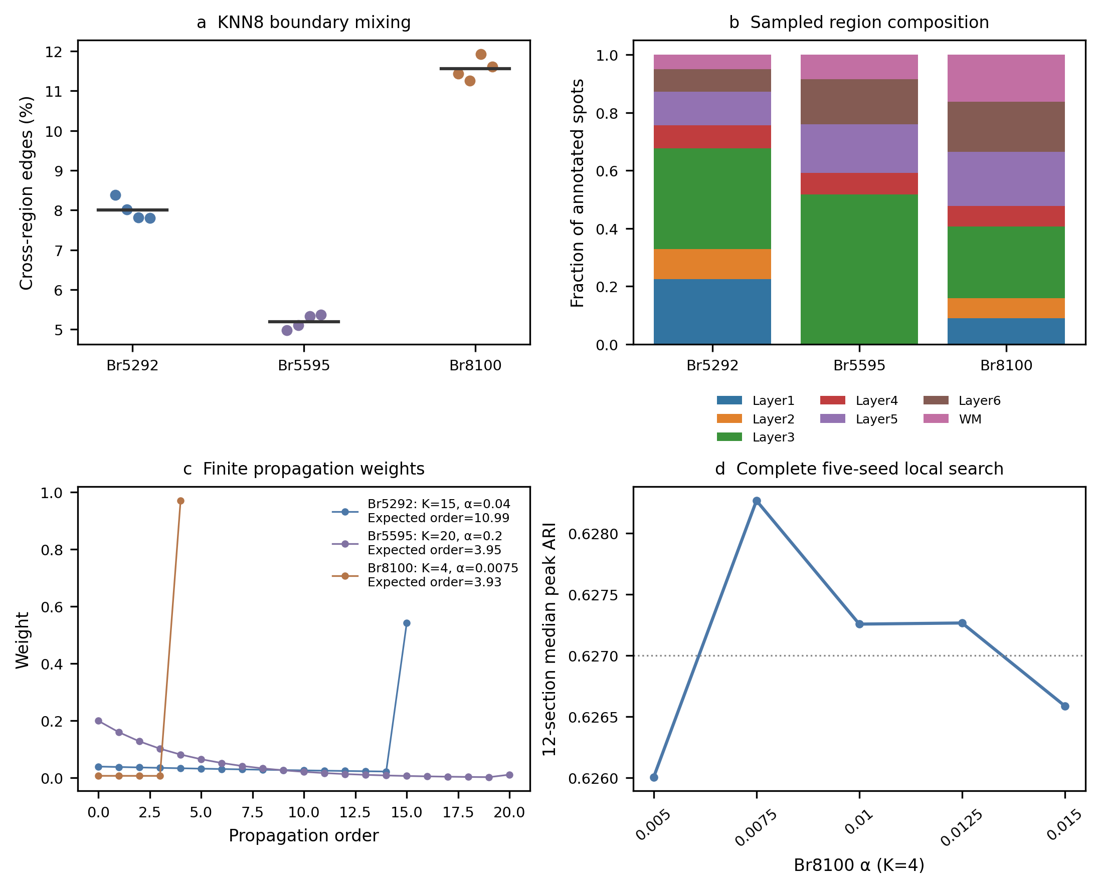 a  KNN8 boundary mixing
Cross-region edges (%)
12
11
10
9
8
7
6
5
Br5292
Br5595
Br8100
b  Sampled region composition
Fraction of annotated spots
1.0
0.8
0.6
0.4
0.2
0.0
Br5292
Br5595
Br8100
Layer1
Layer2
Layer3
Layer4
Layer5
Layer6
WM
c  Finite propagation weights
Weight
1.0
0.8
0.6
0.4
0.2
0.0
Br5292: K=15, α=0.04
Expected order=10.99
Br5595: K=20, α=0.2
Expected order=3.95
Br8100: K=4, α=0.0075
Expected order=3.93
0.0
2.5
5.0
7.5
10.0
12.5
15.0
17.5
20.0
Propagation order
d  Complete five-seed local search
12-section median peak ARI
0.6280
0.6275
0.6270
0.6265
0.6260
0.005
0.0075
0.01
0.0125
0.015
Br8100 α (K=4)